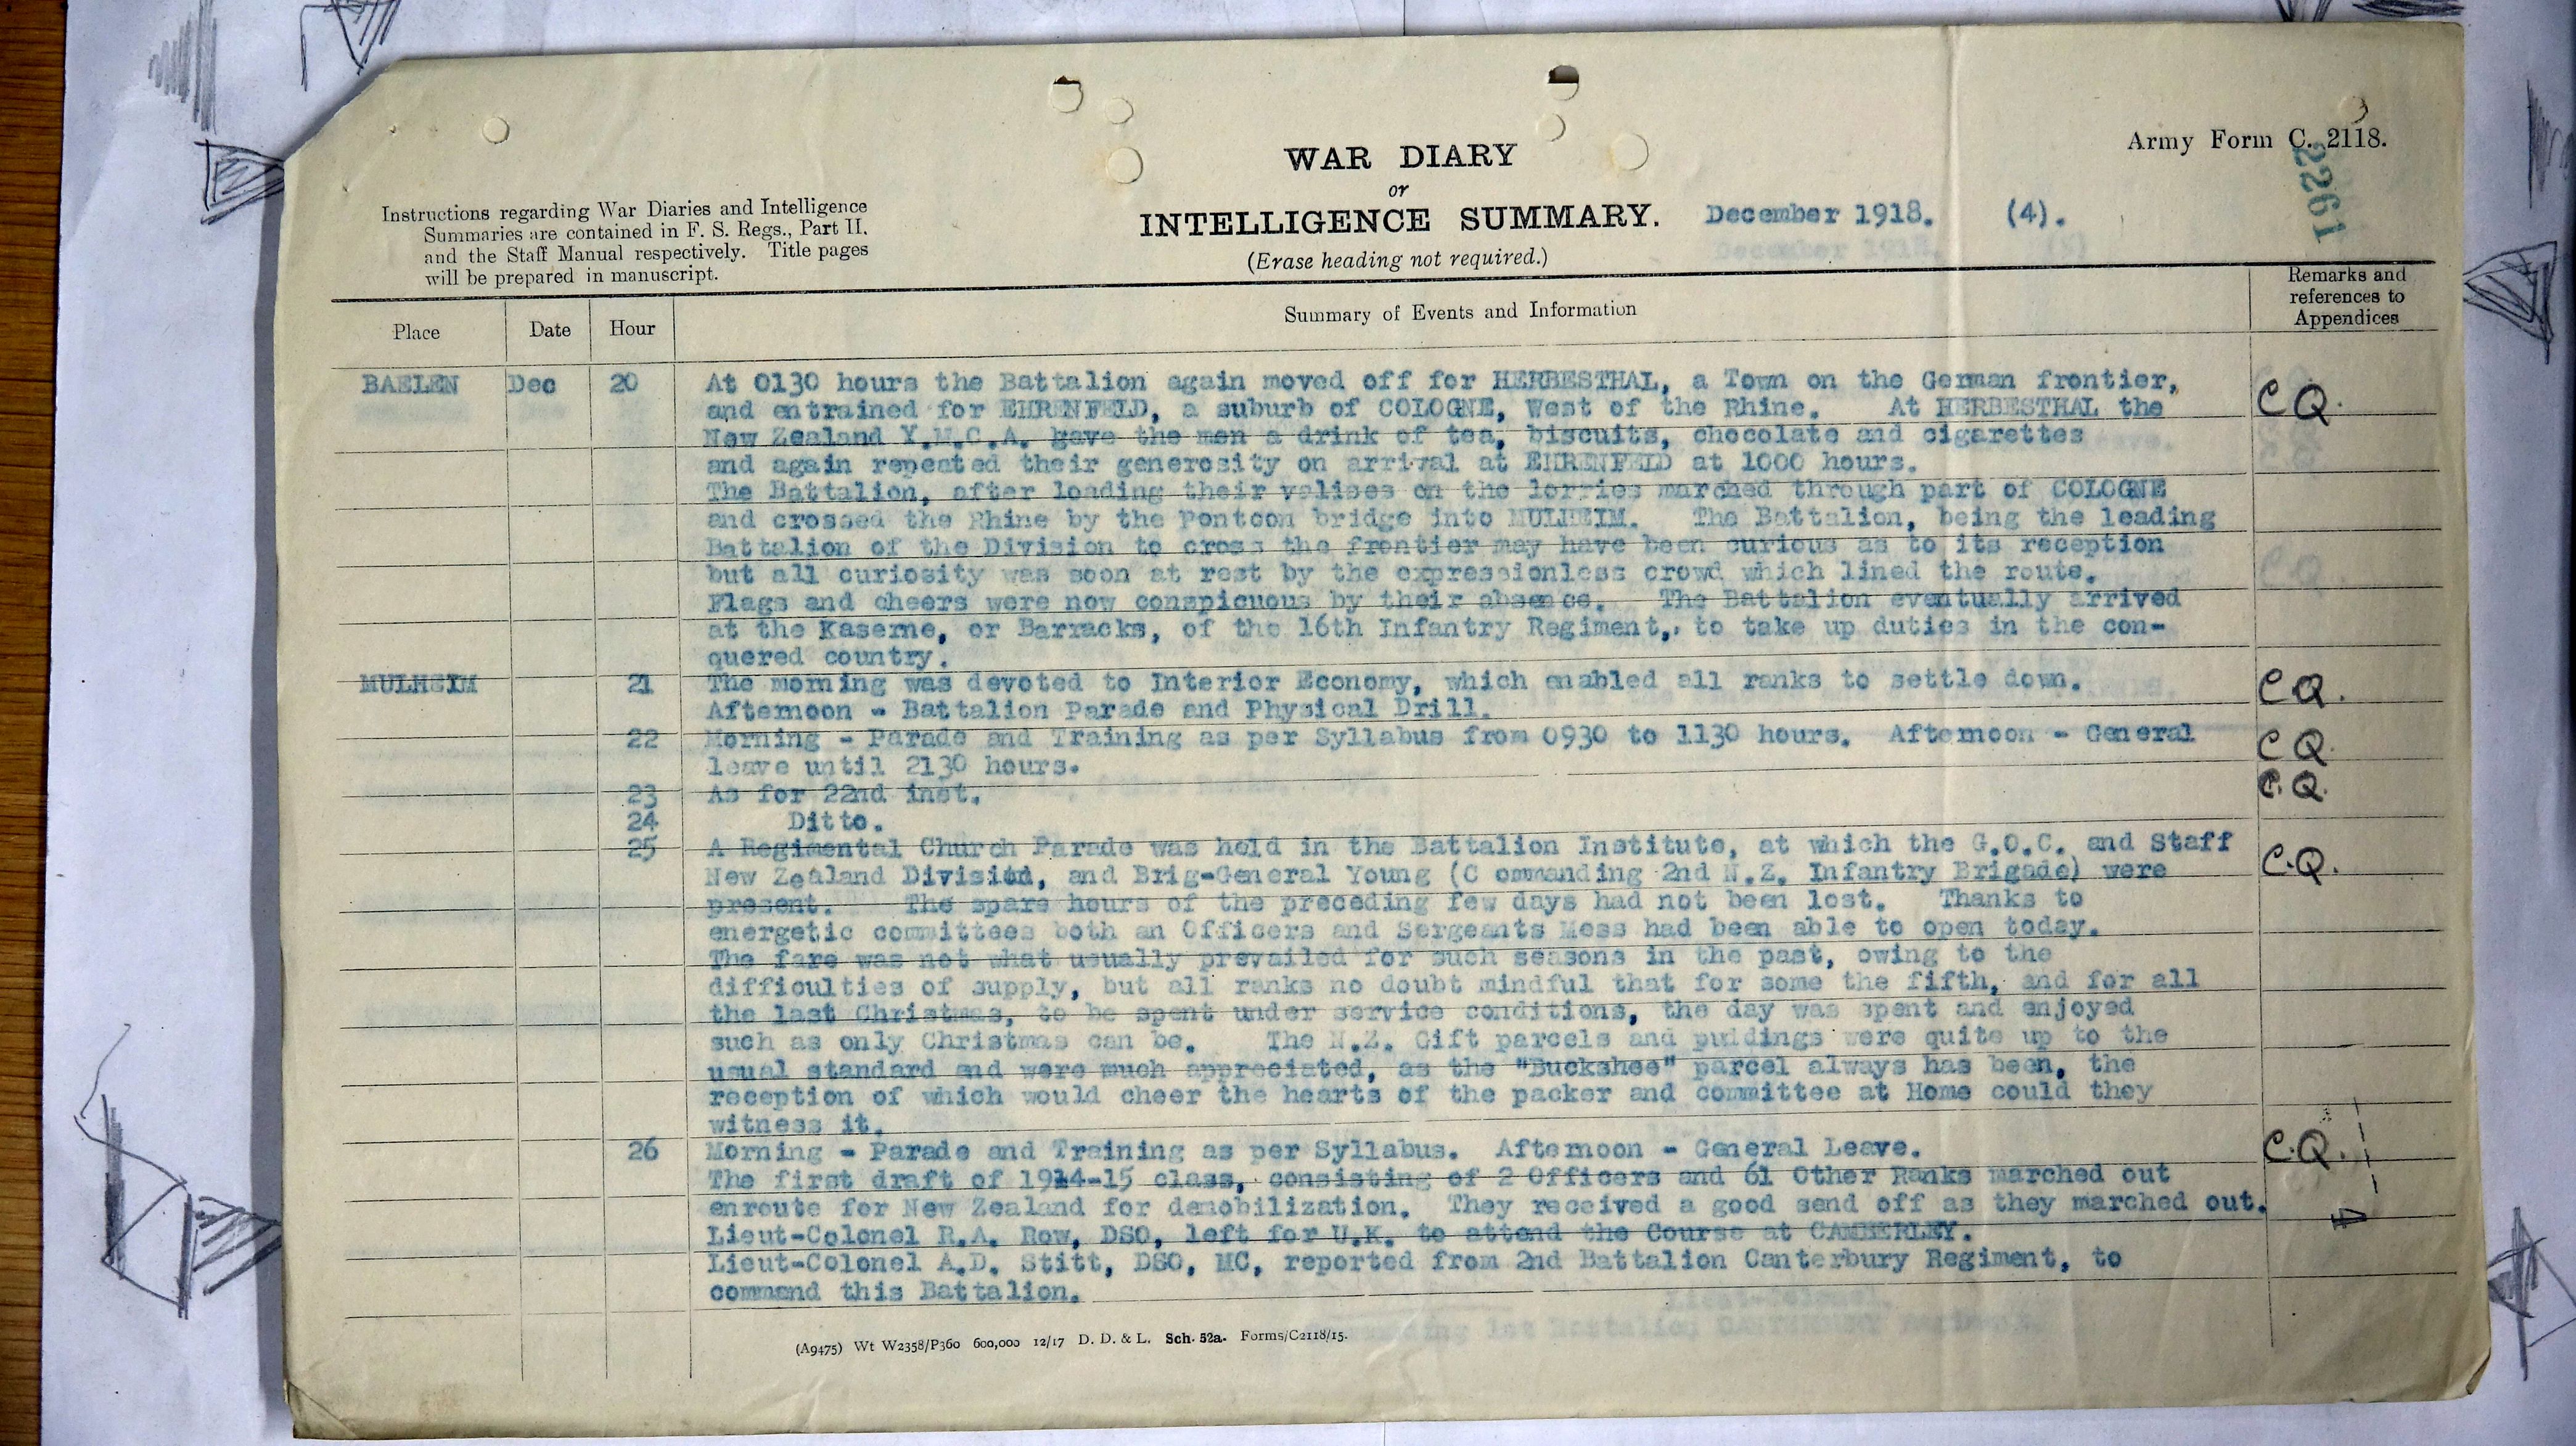 Army Form C. 2118.
2261
WAR DIARY
or
INTELLIGENCE SUMMARY.
December 1918. (4).
(Erase heading not required.)
Instructions regarding War Diaries and Intelligence
Summaries are contained in F. S. Regs., Part II.
and the Staff Manual respectively. Title pages
will be prepared in manuscript.
Place Date Hour Summary of Events and Information Remarks and
references to
Appendices
BAELEN Dec 20 At 0130 hours the Battalion again moved off for HERBESTHAL, a Town on the German frontier, CQ.
and entrained for EHRENFELD, a suburb of COLOGNE, West of the Rhine. At HERBESTHAL the
New Zealand Y.M.C.A. gave the men a drink of tea, biscuits, chocolate and cigarettes
and again repeated their generosity on arrival at EHRENFELD at 1000 hours.
The Battalion, after loading their valises on the lorries marched through part of COLOGNE
and crossed the Rhine by the Pontoon bridge into MULHEIM. The Battalion, being the leading
Battalion of the Division to cross the frontier may have been curious as to its reception
but all curiosity was soon at rest by the expressionless crowd which lined the route.
Flags and cheers were now conspicuous by their absence. The Battalion eventually arrived
at the Kaserne, or Barracks, of the 16th Infantry Regiment,, to take up duties in the con-
quered country.
MULHEIM 21 The morning was devoted to Interior Economy, which enabled all ranks to settle down. CQ.
Afternoon - Battalion Parade and Physical Drill.
22 Morning - Parade and Training as per Syllabus from 0930 to 1130 hours. Afternoon - General CQ.
leave until 2130 hours.
23 As for 22nd inst. C.Q.
24 Ditto.
25 A Regimental Church Parade was held in the Battalion Institute, at which the G.O.C. and Staff C.Q.
New Zealand Division, and Brig-General Young (C ommanding 2nd N.Z. Infantry Brigade) were
present. The spare hours of the preceding few days had not been lost. Thanks to
energetic committees both an Officers and Sergeants Mess had been able to open today.
The fare was not what usually prevailed for such seasons in the past, owing to the
difficulties of supply, but all ranks no doubt mindful that for some the fifth, and for all
the last Christmas, to be spent under service conditions, the day was spent and enjoyed
such as only Christmas can be. The N.Z. Gift parcels and puddings were quite up to the
usual standard and were much appreciated, as the "Buckshee" parcel always has been, the
reception of which would cheer the hearts of the packer and committee at Home could they
witness it.
26 Morning - Parade and Training as per Syllabus. Afternoon - General Leave. C.Q.
The first draft of 1914-15 class, consisting of 2 Officers and 61 Other Ranks marched out
enroute for New Zealand for demobilization. They received a good send off as they marched out.
Lieut-Colonel R.A. Row, DSO, left for U.K. to attend the Course at CAMBERLEY.
Lieut-Colonel A.D. Stitt, DSO, MC, reported from 2nd Battalion Canterbury Regiment, to
command this Battalion.
(A9475) Wt W2358/P360 600,000 12/17 D. D. & L. Sch. 52a. Forms/C2118/15.